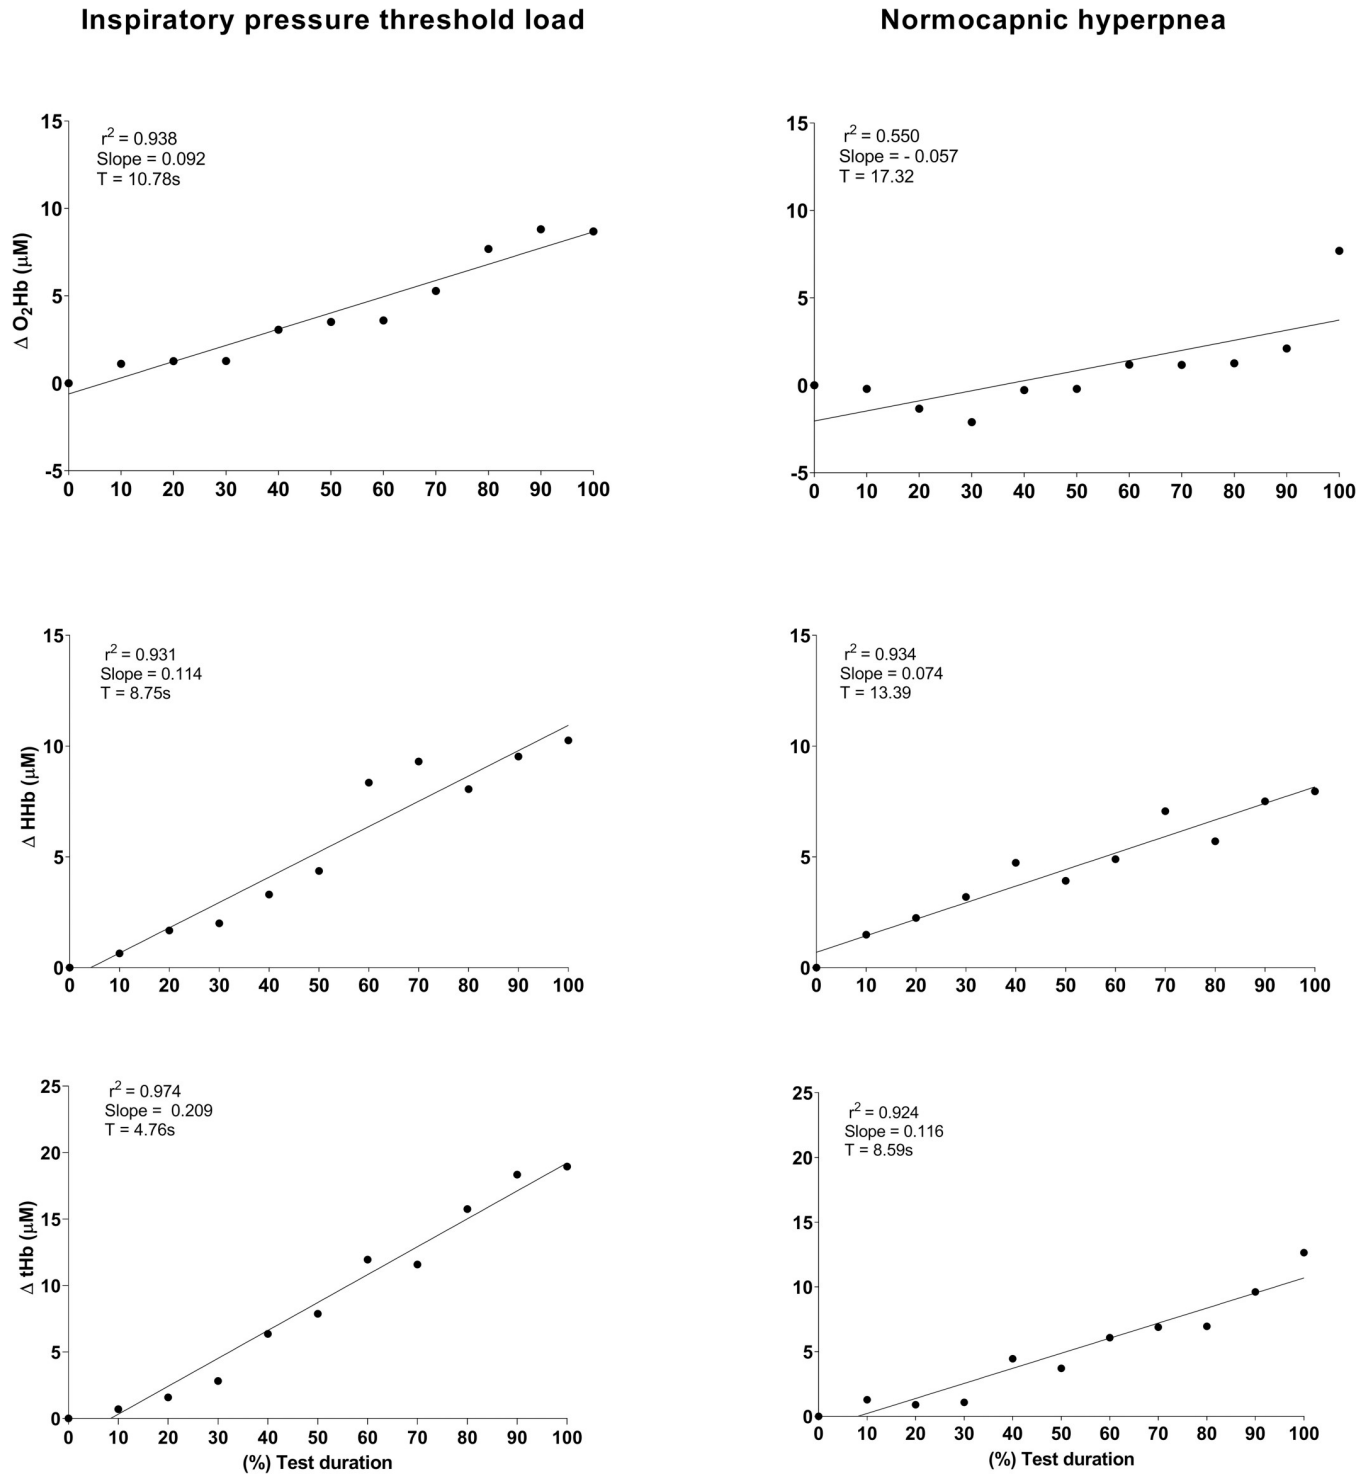 Inspiratory pressure threshold load
Normocapnic hyperpnea
r² = 0.938
Slope = 0.092
T = 10.78s
15
10
5
0
-5
Δ O₂Hb (μM)
0 10 20 30 40 50 60 70 80 90 100
r² = 0.550
Slope = - 0.057
T = 17.32
15
10
5
0
-5
0 10 20 30 40 50 60 70 80 90 100
r² = 0.931
Slope = 0.114
T = 8.75s
15
10
5
0
Δ HHb (μM)
0 10 20 30 40 50 60 70 80 90 100
r² = 0.934
Slope = 0.074
T = 13.39
15
10
5
0
0 10 20 30 40 50 60 70 80 90 100
r² = 0.974
Slope =  0.209
T = 4.76s
25
20
15
10
5
0
Δ tHb (μM)
0 10 20 30 40 50 60 70 80 90 100
(%) Test duration
r² = 0.924
Slope = 0.116
T = 8.59s
25
20
15
10
5
0
0 10 20 30 40 50 60 70 80 90 100
(%) Test duration